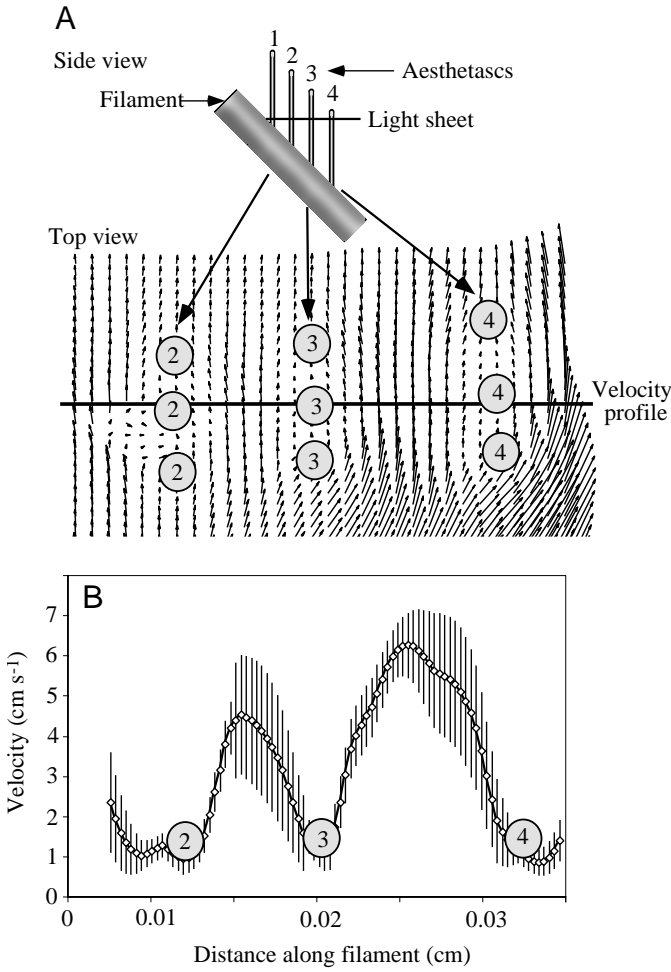 A
Side view
1
2
3
4
Aesthetascs
Filament
Light sheet
Top view
2 3 4
2 3 4
2 3 4
Velocity
profile
B
Velocity (cm s-1)
7
6
5
4
3
2
1
0
2 3 4
0 0.01 0.02 0.03
Distance along filament (cm)